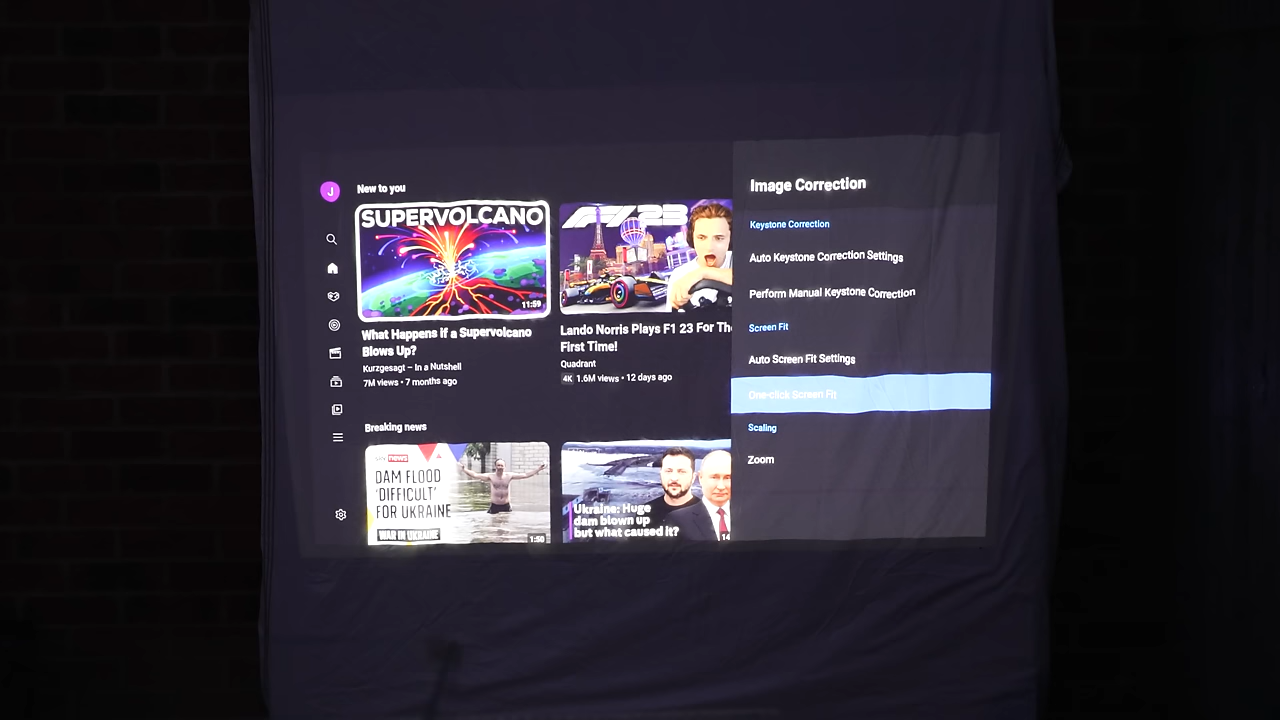 J
New to you
SUPERVOLCANO
11:59
What Happens If a Supervolcano
Blows Up?
Kurzgesagt – In a Nutshell
7M views • 7 months ago
F1 23
Lando Norris Plays F1 23 For The
First Time!
Quadrant
4K 1.6M views • 12 days ago
Breaking news
sky news
DAM FLOOD
'DIFFICULT'
FOR UKRAINE
WAR IN UKRAINE
1:50
Ukraine: Huge
dam blown up
but what caused it?
14
Image Correction
Keystone Correction
Auto Keystone Correction Settings
Perform Manual Keystone Correction
Screen Fit
Auto Screen Fit Settings
One-click Screen Fit
Scaling
Zoom